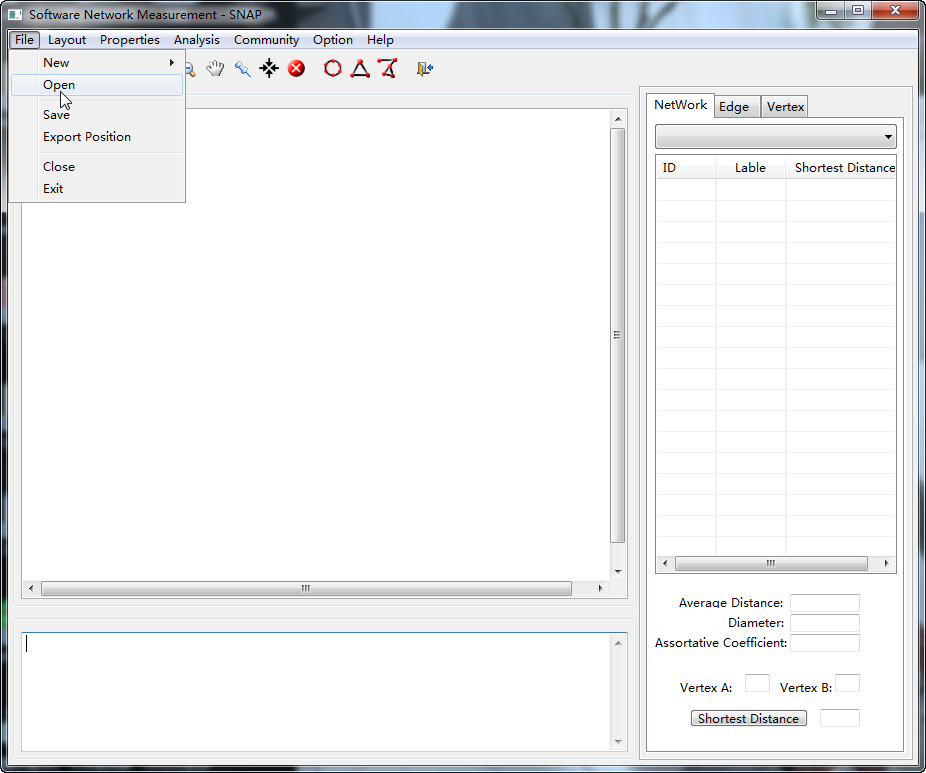 Software Network Measurement - SNAP
File Layout Properties Analysis Community Option Help
New
Open
Save
Export Position
Close
Exit
NetWork Edge Vertex
ID Lable Shortest Distance
Average Distance:
Diameter:
Assortative Coefficient:
Vertex A: Vertex B:
Shortest Distance